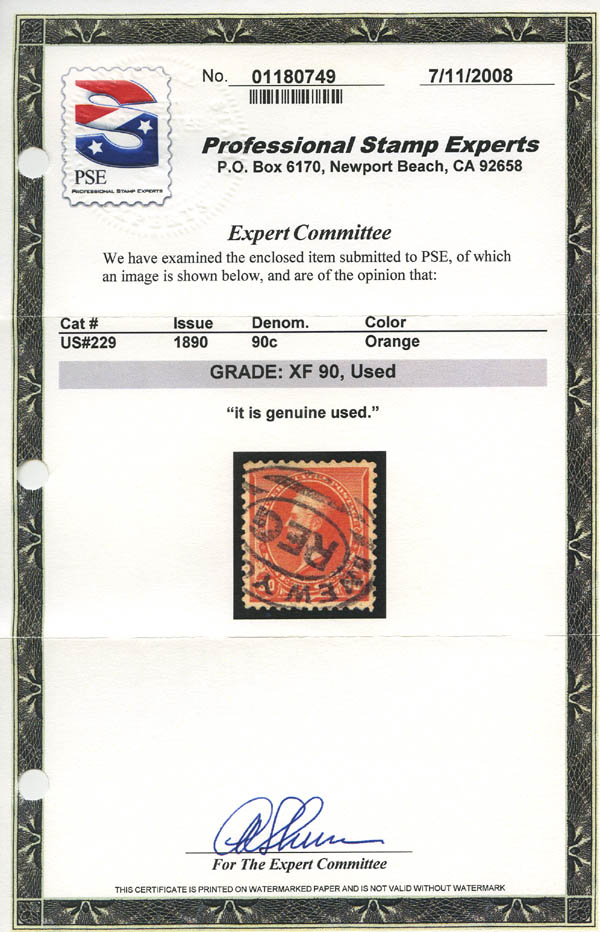 No. 01180749 7/11/2008
PSE
PROFESSIONAL STAMP EXPERTS
Professional Stamp Experts
P.O. Box 6170, Newport Beach, CA 92658
Expert Committee
We have examined the enclosed item submitted to PSE, of which
an image is shown below, and are of the opinion that:
Cat # Issue Denom. Color
US#229 1890 90c Orange
GRADE: XF 90, Used
“it is genuine used.”
REG
NEW Y
For The Expert Committee
THIS CERTIFICATE IS PRINTED ON WATERMARKED PAPER AND IS NOT VALID WITHOUT WATERMARK